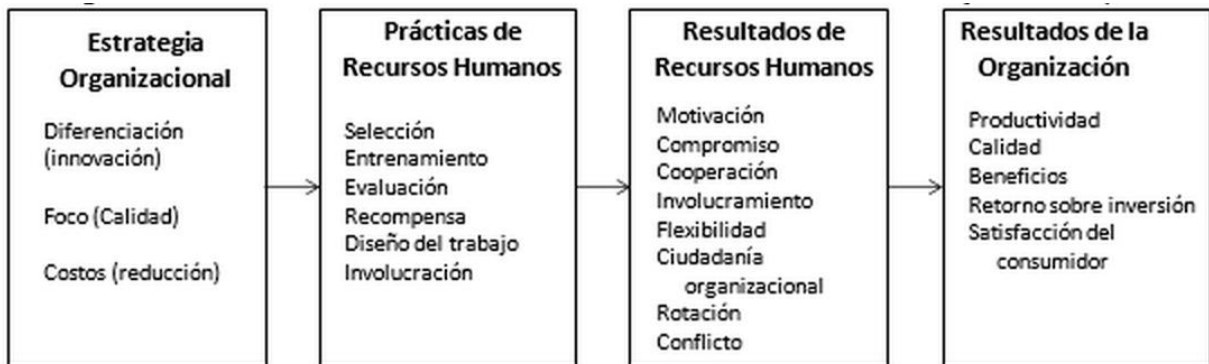 Estrategia
Organizacional
Diferenciación
(innovación)
Foco (Calidad)
Costos (reducción)
Prácticas de
Recursos Humanos
Selección
Entrenamiento
Evaluación
Recompensa
Diseño del trabajo
Involucración
Resultados de
Recursos Humanos
Motivación
Compromiso
Cooperación
Involucramiento
Flexibilidad
Ciudadanía
organizacional
Rotación
Conflicto
Resultados de la
Organización
Productividad
Calidad
Beneficios
Retorno sobre inversión
Satisfacción del
consumidor